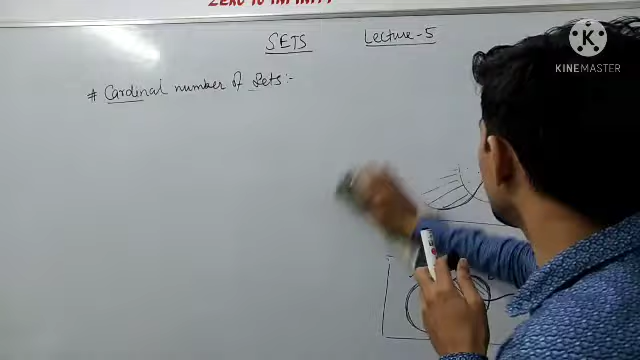 ZERO TO INFINITY
SETS Lecture-5
# Cardinal number of Sets:-
K
KINEMASTER